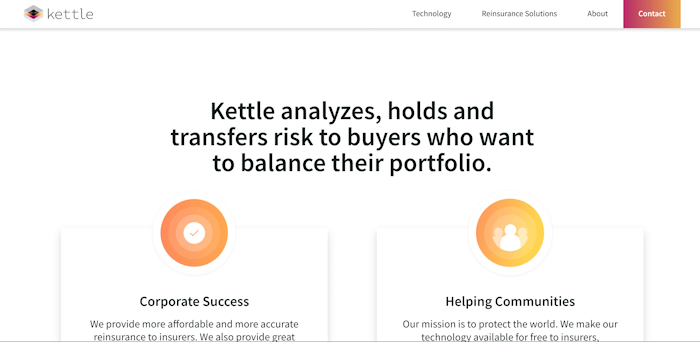 kettle
Technology
Reinsurance Solutions
About
Contact
Kettle analyzes, holds and
transfers risk to buyers who want
to balance their portfolio.
Corporate Success
We provide more affordable and more accurate
reinsurance to insurers. We also provide great
Helping Communities
Our mission is to protect the world. We make our
technology available for free to insurers,